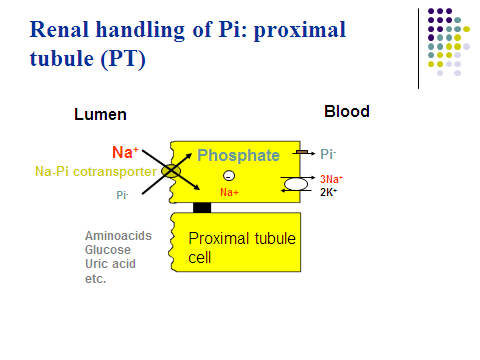 Renal handling of Pi: proximal
tubule (PT)
Lumen
Blood
Na⁺
Na-Pi cotransporter
Pi⁻
Phosphate
-
Na+
Pi⁻
3Na⁺
2K⁺
Aminoacids
Glucose
Uric acid
etc.
Proximal tubule
cell